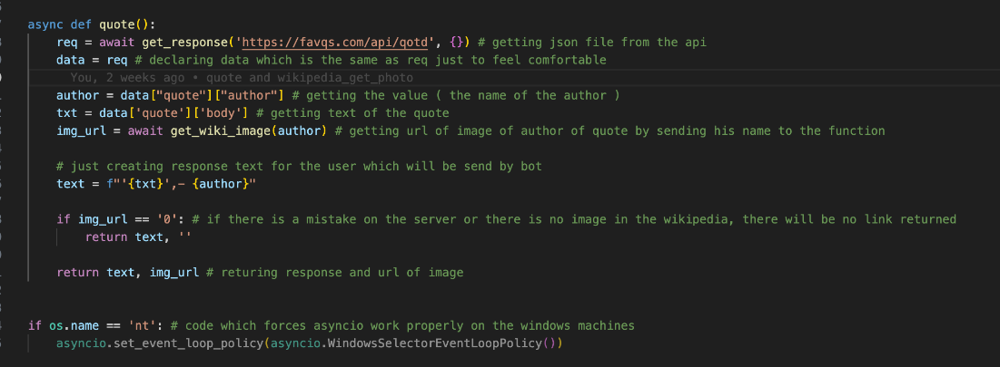 async def quote():
    req = await get_response('https://favqs.com/api/qotd', {}) # getting json file from the api
    data = req # declaring data which is the same as req just to feel comfortable
      You, 2 weeks ago • quote and wikipedia_get_photo
    author = data["quote"]["author"] # getting the value ( the name of the author )
    txt = data['quote']['body'] # getting text of the quote
    img_url = await get_wiki_image(author) # getting url of image of author of quote by sending his name to the function
    # just creating response text for the user which will be send by bot
    text = f"'{txt}',- {author}"
    if img_url == '0': # if there is a mistake on the server or there is no image in the wikipedia, there will be no link returned
        return text, ''
    return text, img_url # returing response and url of image
if os.name == 'nt': # code which forces asyncio work properly on the windows machines
    asyncio.set_event_loop_policy(asyncio.WindowsSelectorEventLoopPolicy())